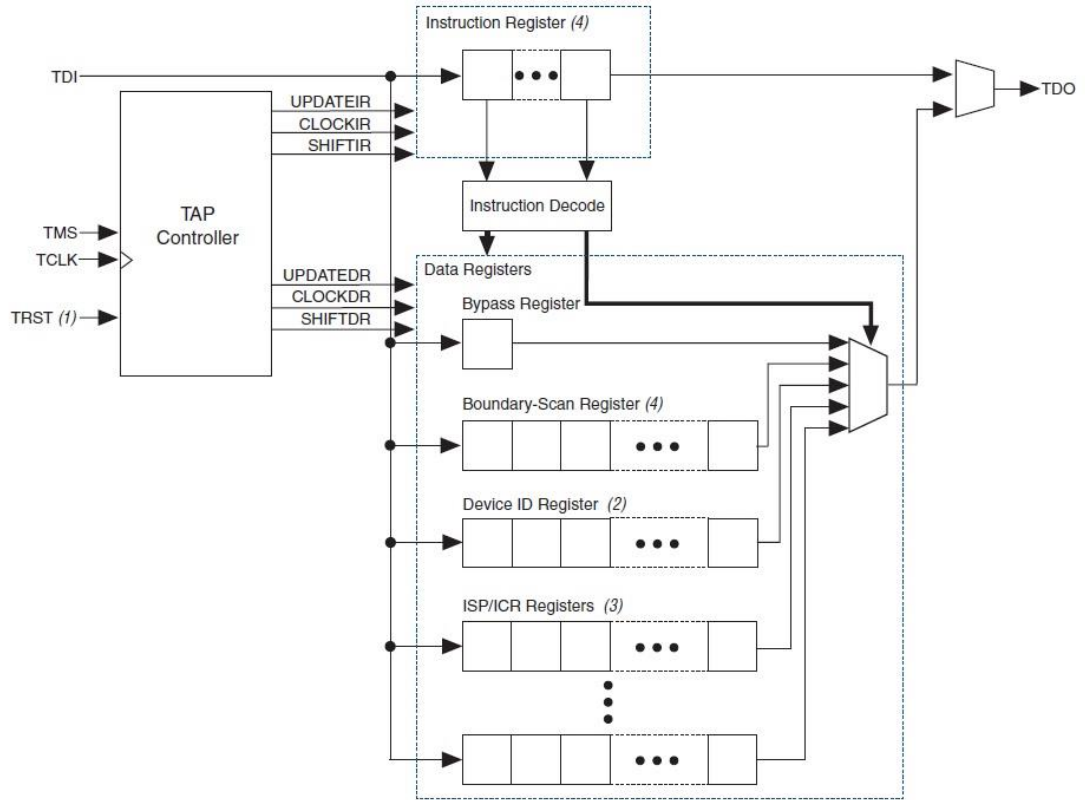 Instruction Register (4)
TDI
TDO
UPDATEIR
CLOCKIR
SHIFTIR
TAP
Controller
Instruction Decode
TMS
TCLK
TRST (1)
UPDATEDR
CLOCKDR
SHIFTDR
Data Registers
Bypass Register
Boundary-Scan Register (4)
Device ID Register (2)
ISP/ICR Registers (3)